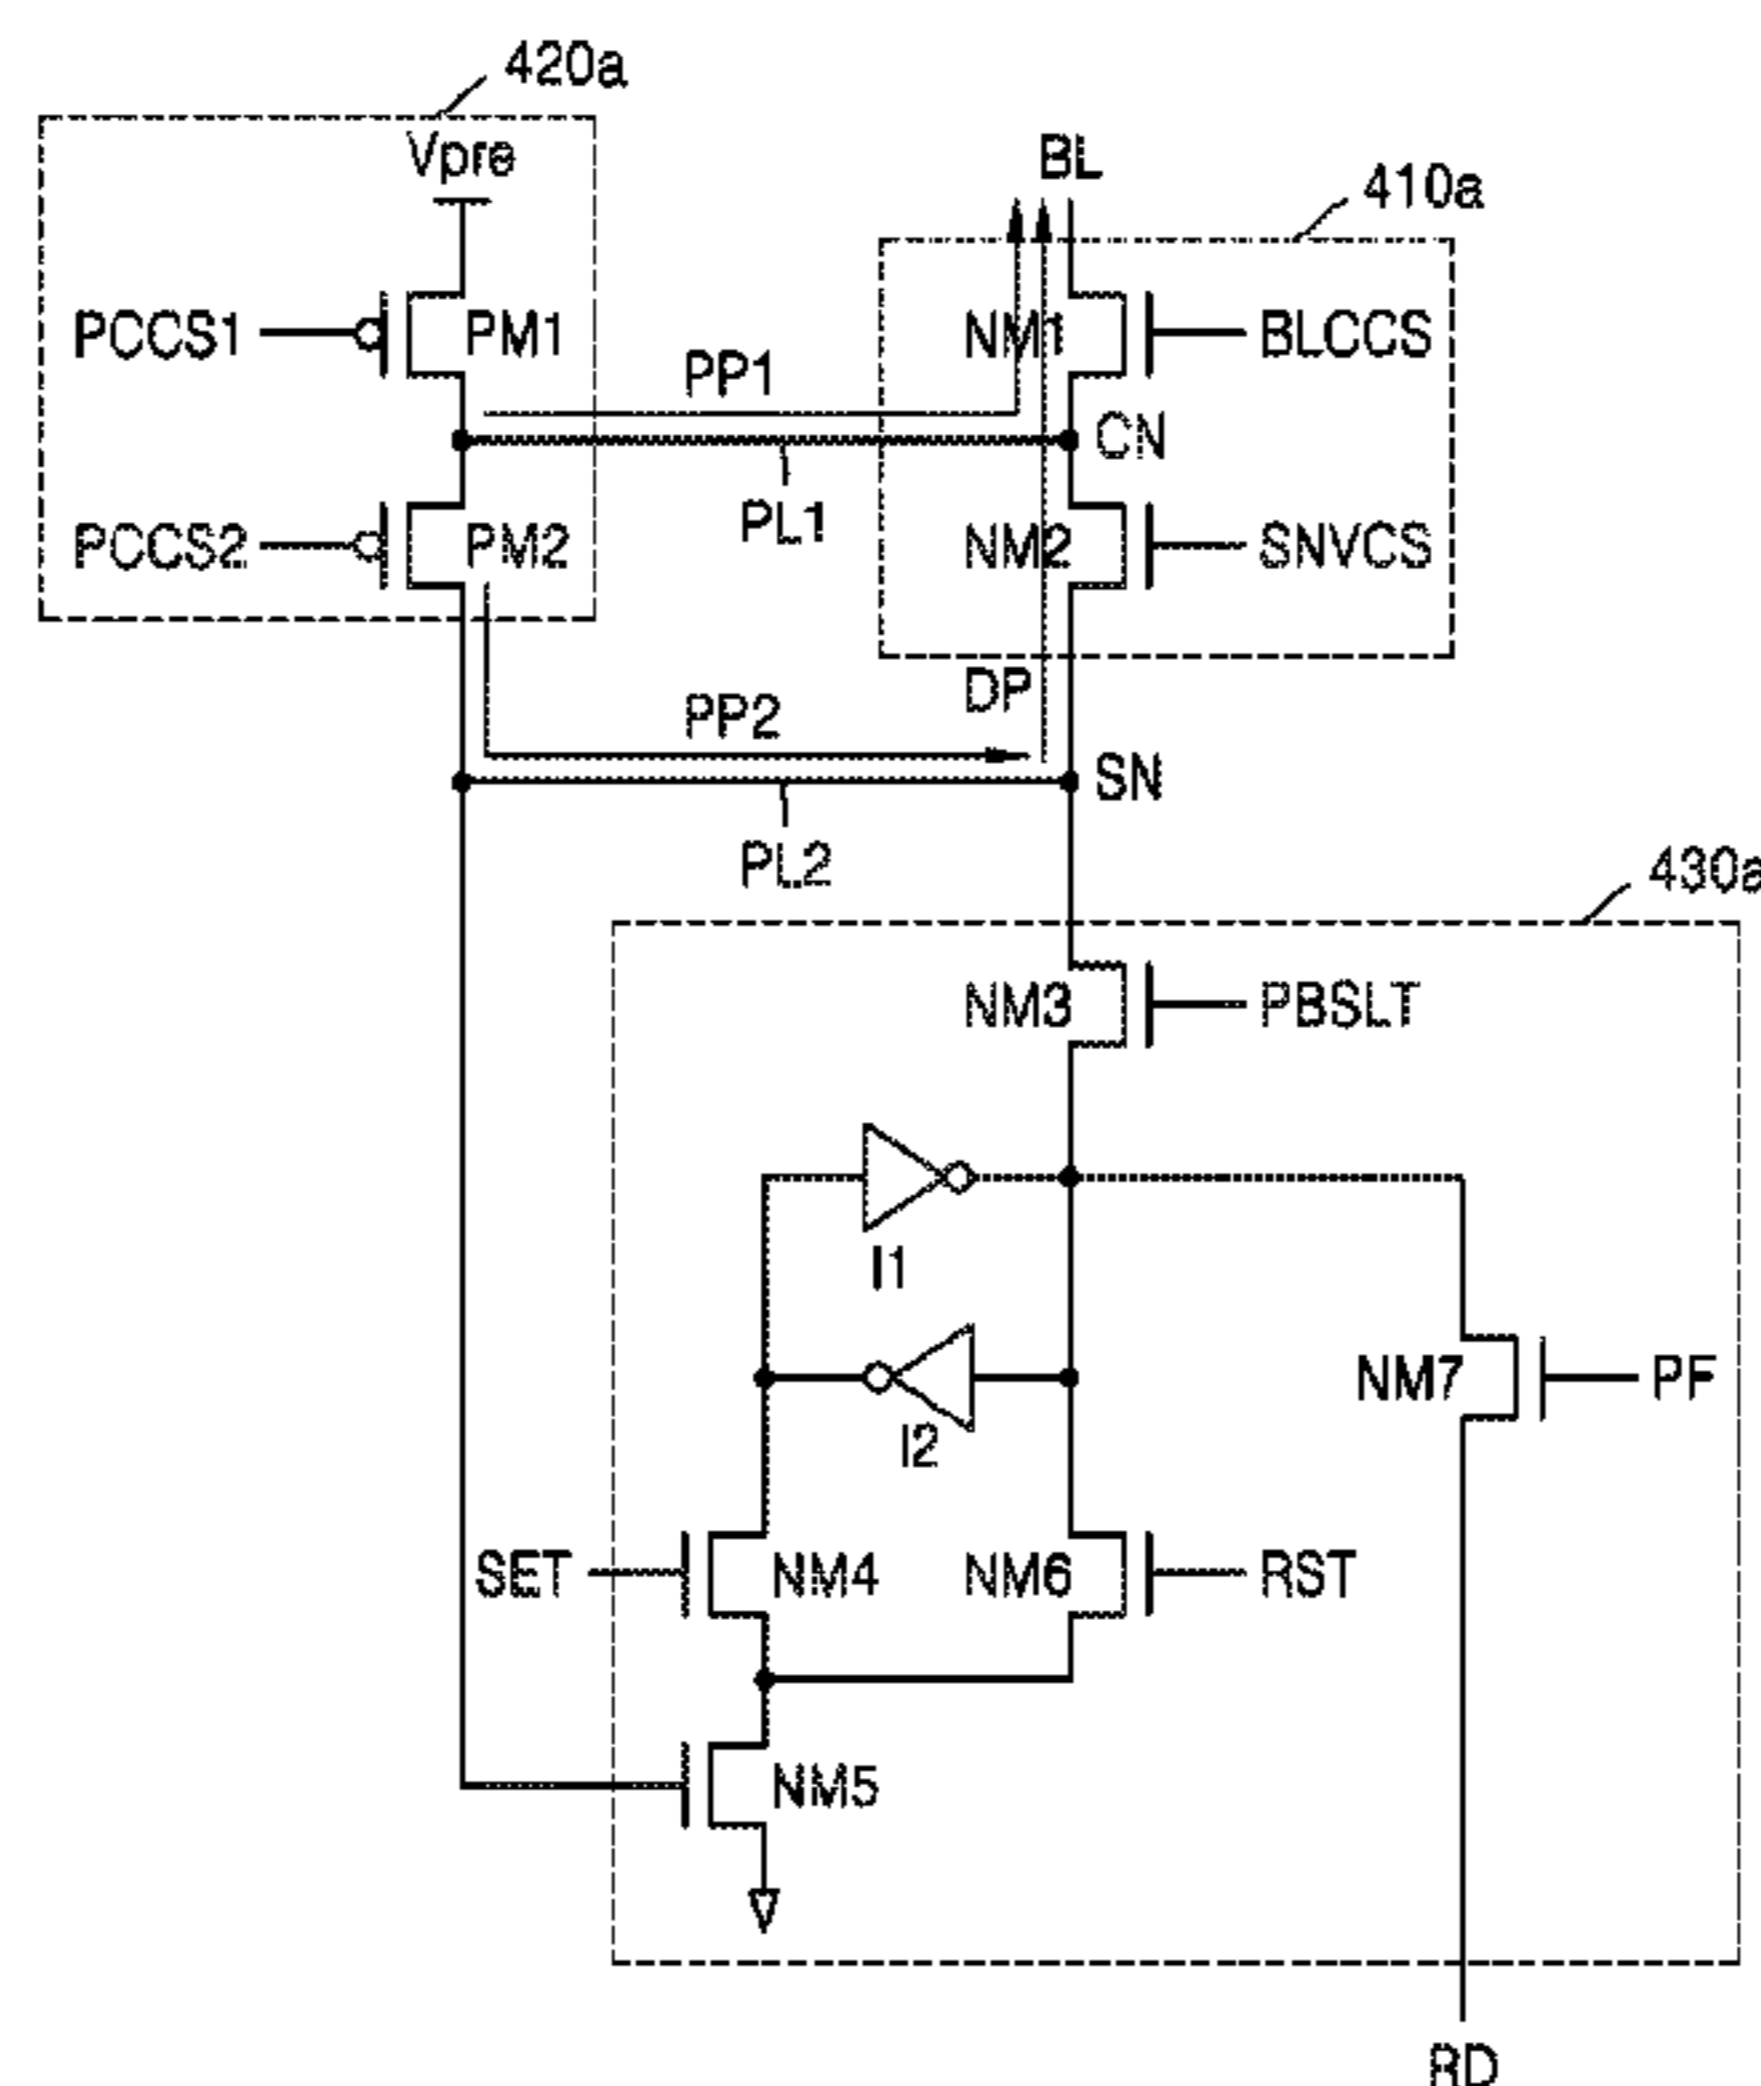 420a
Vpre
BL
410a
PCCS1
PM1
NM1
BLCCS
PP1
CN
PL1
PCCS2
PM2
NM2
SNVCS
DP
PP2
SN
PL2
430a
NM3
PBSLT
I1
NM7
PF
I2
SET
NM4
NM6
RST
NM5
RD